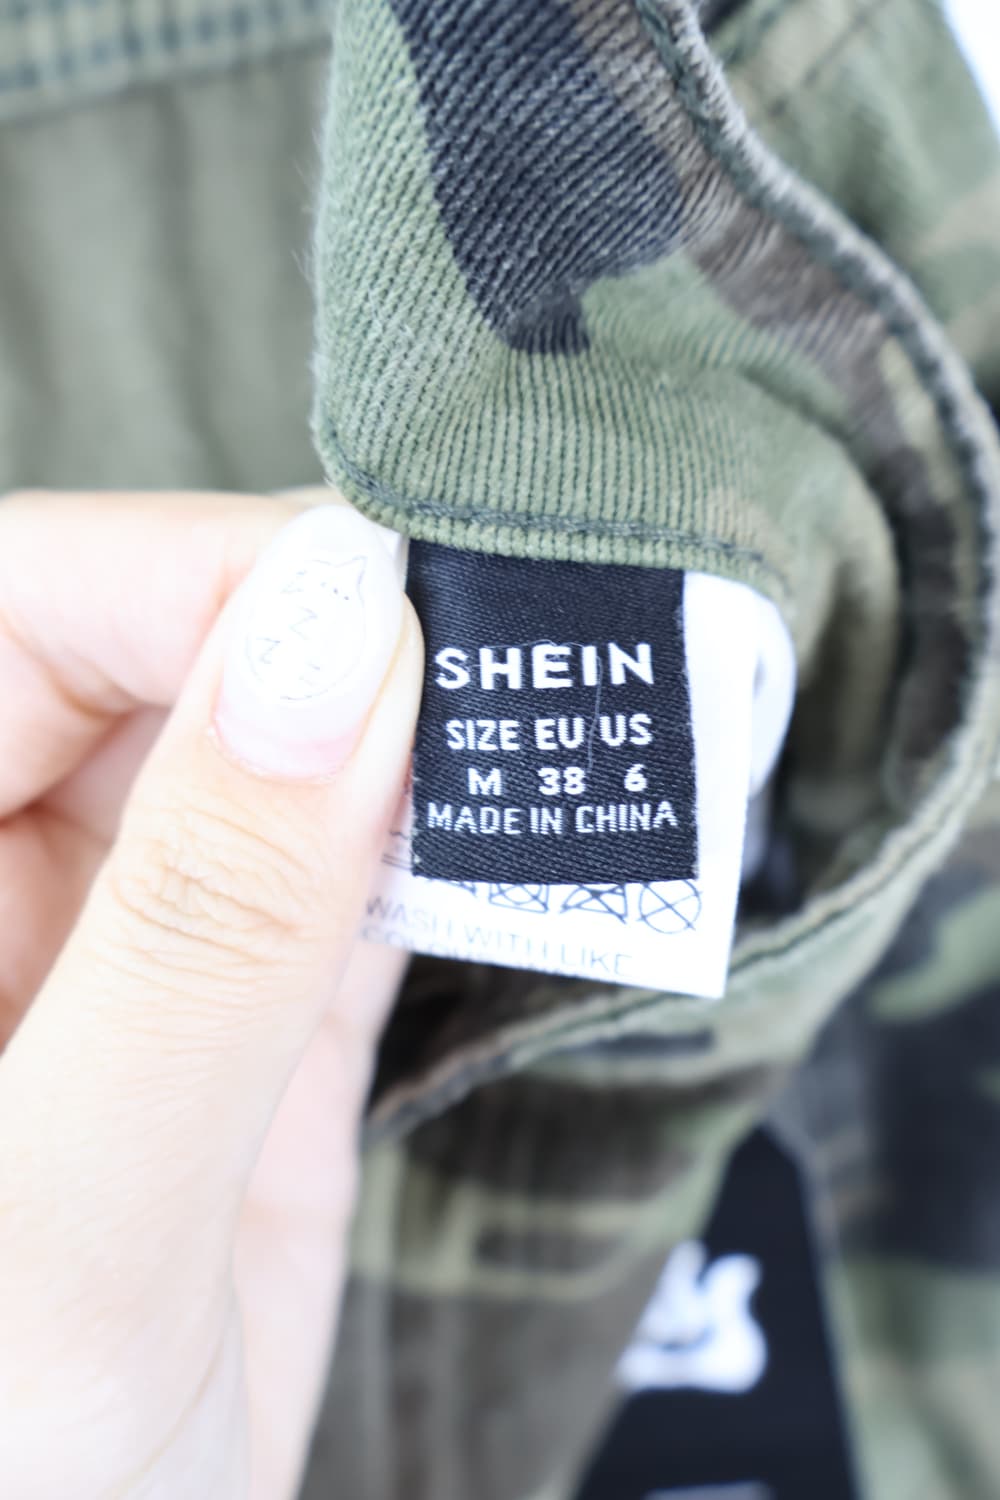 SHEIN
SIZE EU US
M 38 6
MADE IN CHINA
WASH WITH LIKE
Z
Z
Z